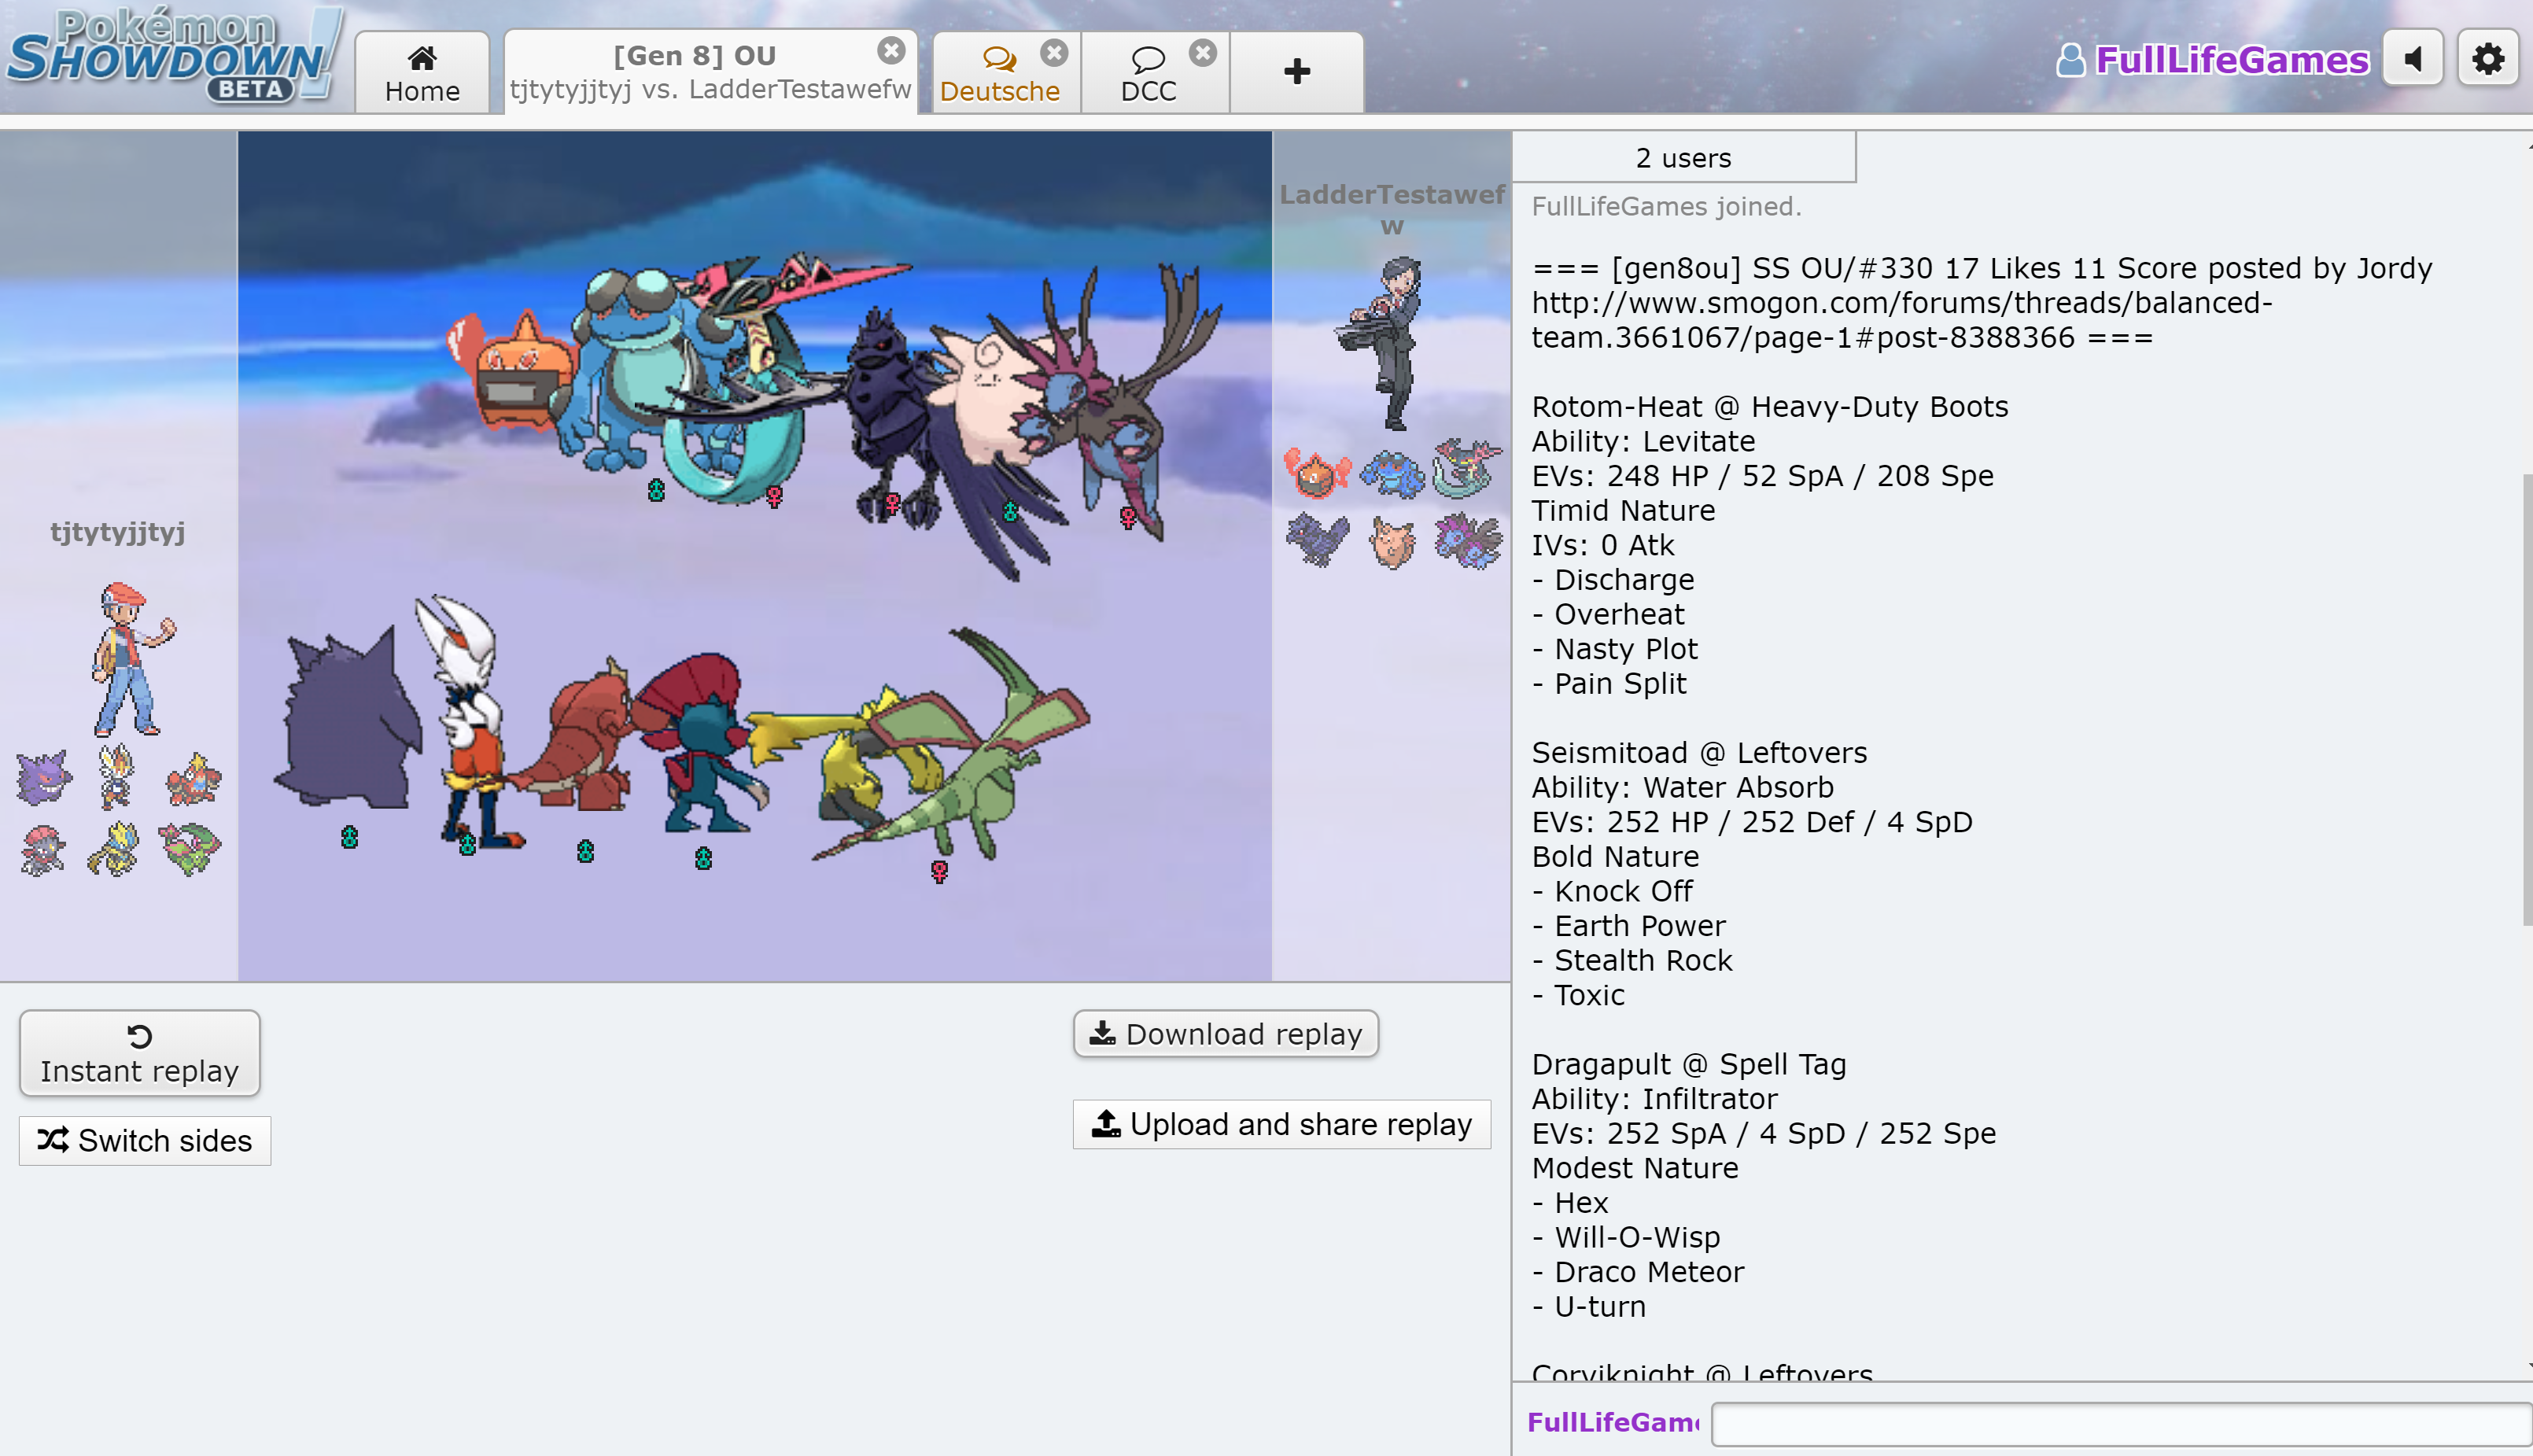 Pokémon
SHOWDOWN!
BETA
Home
[Gen 8] OU
tjtytyjjtyj vs. LadderTestawefw
Deutsche
DCC
FullLifeGames
tjtytyjjtyj
LadderTestawef
w
Instant replay
Switch sides
Download replay
Upload and share replay
2 users
FullLifeGames joined.
=== [gen8ou] SS OU/#330 17 Likes 11 Score posted by Jordy
http://www.smogon.com/forums/threads/balanced-
team.3661067/page-1#post-8388366 ===
Rotom-Heat @ Heavy-Duty Boots
Ability: Levitate
EVs: 248 HP / 52 SpA / 208 Spe
Timid Nature
IVs: 0 Atk
- Discharge
- Overheat
- Nasty Plot
- Pain Split
Seismitoad @ Leftovers
Ability: Water Absorb
EVs: 252 HP / 252 Def / 4 SpD
Bold Nature
- Knock Off
- Earth Power
- Stealth Rock
- Toxic
Dragapult @ Spell Tag
Ability: Infiltrator
EVs: 252 SpA / 4 SpD / 252 Spe
Modest Nature
- Hex
- Will-O-Wisp
- Draco Meteor
- U-turn
Corviknight @ Leftovers
FullLifeGame